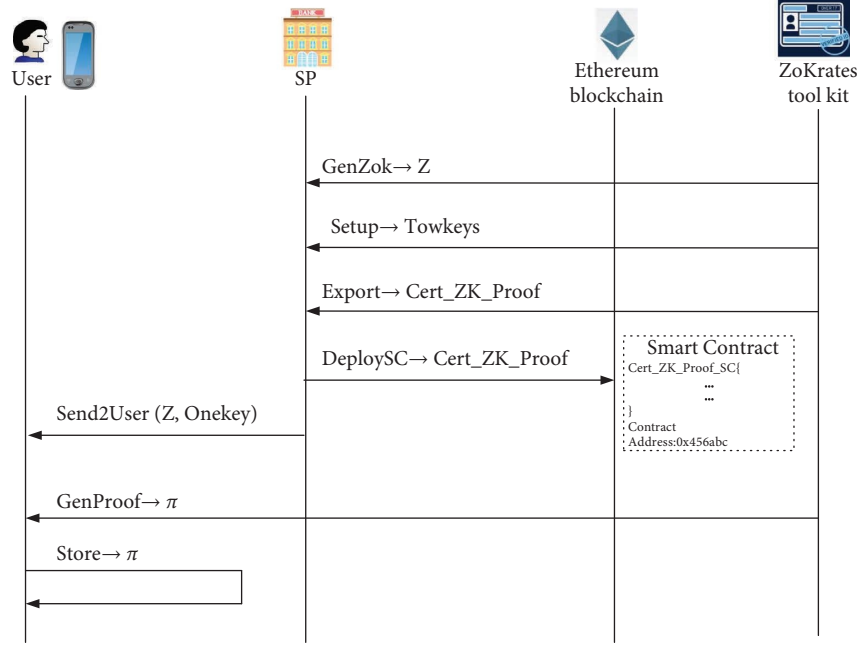 User
SP
Ethereum
blockchain
ZoKrates
tool kit
GenZok→ Z
Setup→ Towkeys
Export→ Cert_ZK_Proof
DeploySC→ Cert_ZK_Proof
Smart Contract
Cert_ZK_Proof_SC{
...
...
}
Contract
Address:0x456abc
Send2User (Z, Onekey)
GenProof→ π
Store→ π